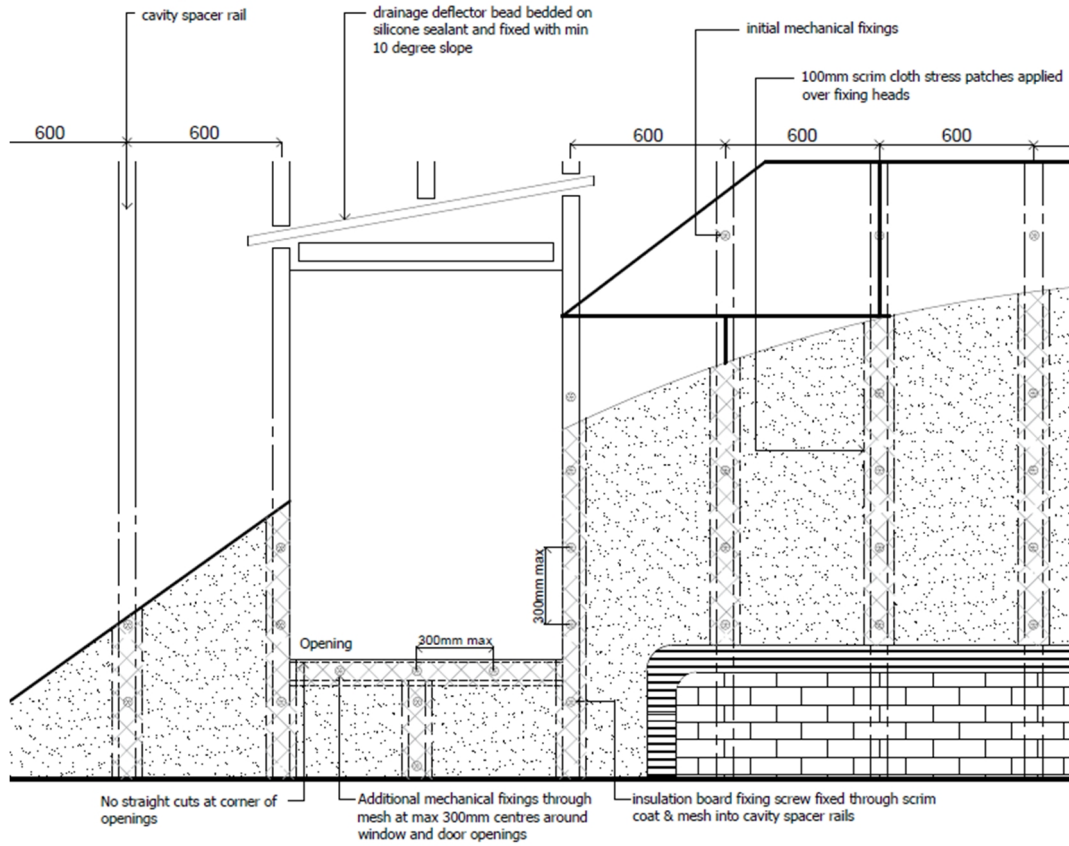 cavity spacer rail
drainage deflector bead bedded on
silicone sealant and fixed with min
10 degree slope
initial mechanical fixings
100mm scrim cloth stress patches applied
over fixing heads
600
600
600
600
600
300mm max
Opening
300mm max
No straight cuts at corner of
openings
Additional mechanical fixings through
mesh at max 300mm centres around
window and door openings
insulation board fixing screw fixed through scrim
coat & mesh into cavity spacer rails